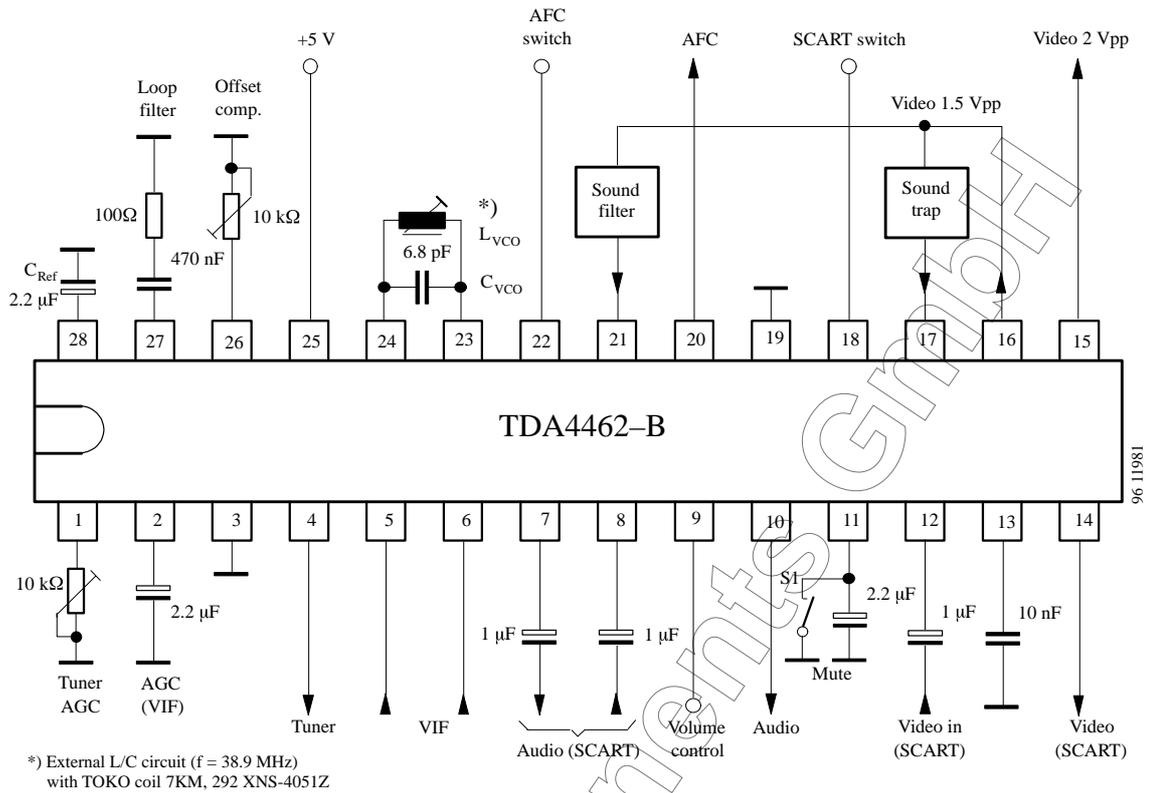 AFC
switch
+5 V
AFC
SCART switch
Video 2 Vpp
Loop
filter
Offset
comp.
Video 1.5 Vpp
100Ω
10 kΩ
*)
L VCO
Sound
filter
Sound
trap
470 nF
6.8 pF
C Ref
2.2 µF
C VCO
28
27
26
25
24
23
22
21
20
19
18
17
16
15
TDA4462–B
96 11981
1
2
3
4
5
6
7
8
9
10
11
12
13
14
10 kΩ
2.2 µF
S1
2.2 µF
1 µF
1 µF
1 µF
10 nF
Mute
Tuner
AGC
AGC
(VIF)
Tuner
VIF
Audio (SCART)
Volume
control
Audio
Video in
(SCART)
Video
(SCART)
*) External L/C circuit (f = 38.9 MHz)
with TOKO coil 7KM, 292 XNS-4051Z
nents GmbH